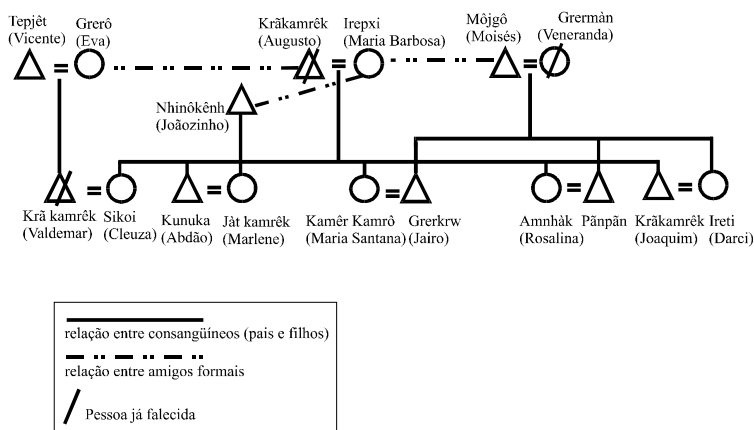 Tepjêt
(Vicente)
Grerô
(Eva)
Krãkamrêk
(Augusto)
Irepxi
(Maria Barbosa)
Môjgô
(Moisés)
Grermàn
(Veneranda)
Nhinôkênh
(Joãozinho)
Krã kamrêk
(Valdemar)
Sikoi
(Cleuza)
Kunuka
(Abdão)
Jàt kamrêk
(Marlene)
Kamêr Kamrô
(Maria Santana)
Grerkrw
(Jairo)
Amnhàk
(Rosalina)
Pãnpãn
Krãkamrêk
(Joaquim)
Ireti
(Darci)
relação entre consangüíneos (pais e filhos)
relação entre amigos formais
Pessoa já falecida